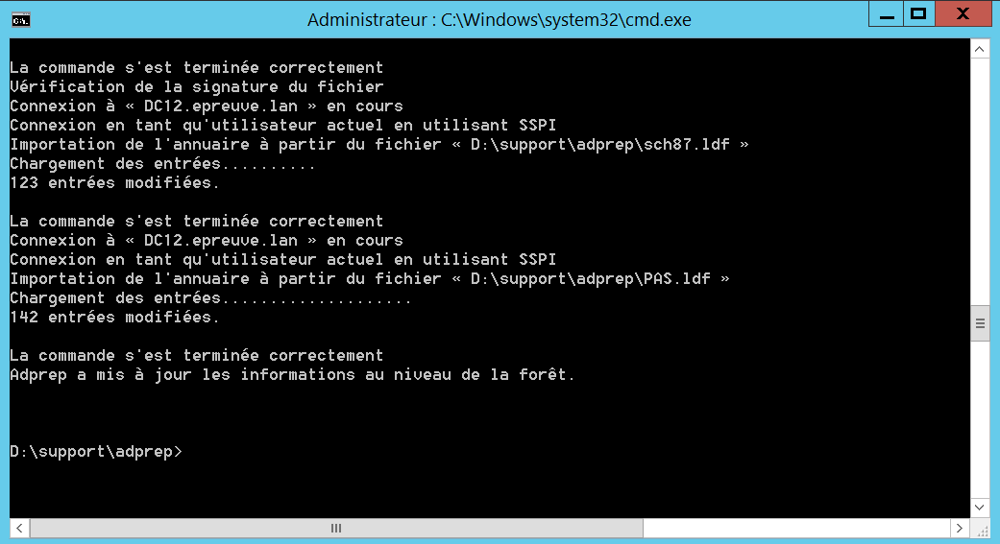 Administrateur : C:\Windows\system32\cmd.exe
La commande s'est terminée correctement
Vérification de la signature du fichier
Connexion à « DC12.epreuve.lan » en cours
Connexion en tant qu'utilisateur actuel en utilisant SSPI
Importation de l'annuaire à partir du fichier « D:\support\adprep\sch87.ldf »
Chargement des entrées..........
123 entrées modifiées.
La commande s'est terminée correctement
Connexion à « DC12.epreuve.lan » en cours
Connexion en tant qu'utilisateur actuel en utilisant SSPI
Importation de l'annuaire à partir du fichier « D:\support\adprep\PAS.ldf »
Chargement des entrées....................
142 entrées modifiées.
La commande s'est terminée correctement
Adprep a mis à jour les informations au niveau de la forêt.
D:\support\adprep>